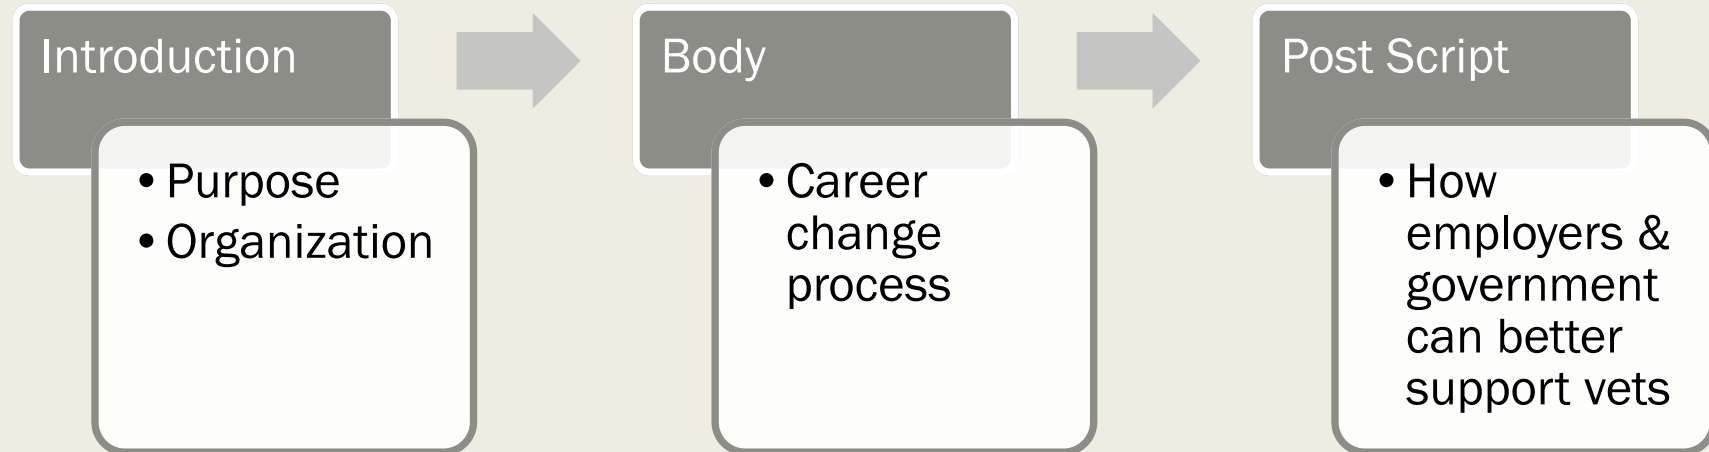 Introduction
• Purpose
• Organization
Body
• Career
change
process
Post Script
• How
employers &
government
can better
support vets